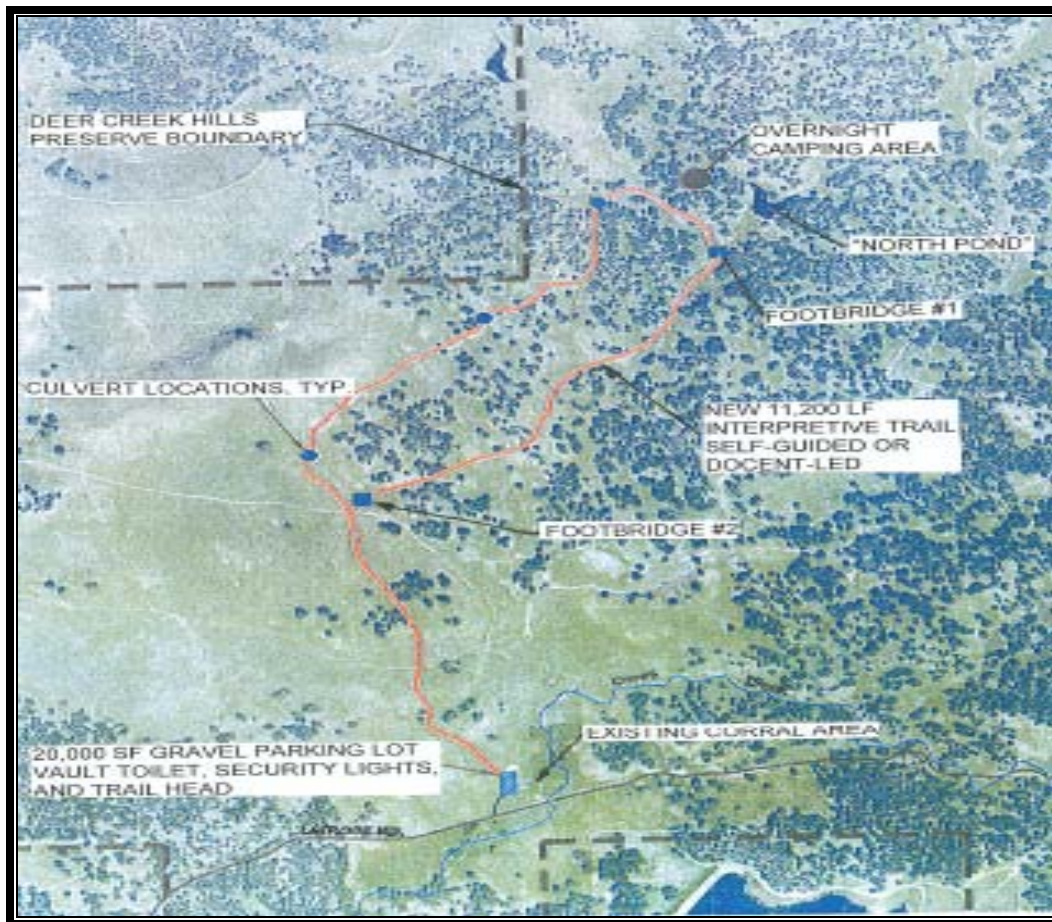 DEER CREEK HILLS
PRESERVE BOUNDARY
OVERNIGHT
CAMPING AREA
"NORTH POND"
FOOTBRIDGE #1
CULVERT LOCATIONS, TYP.
NEW 11,200 LF
INTERPRETIVE TRAIL
SELF-GUIDED OR
DOCENT-LED
FOOTBRIDGE #2
EXISTING CORRAL AREA
20,000 SF GRAVEL PARKING LOT
VAULT TOILET, SECURITY LIGHTS,
AND TRAIL HEAD